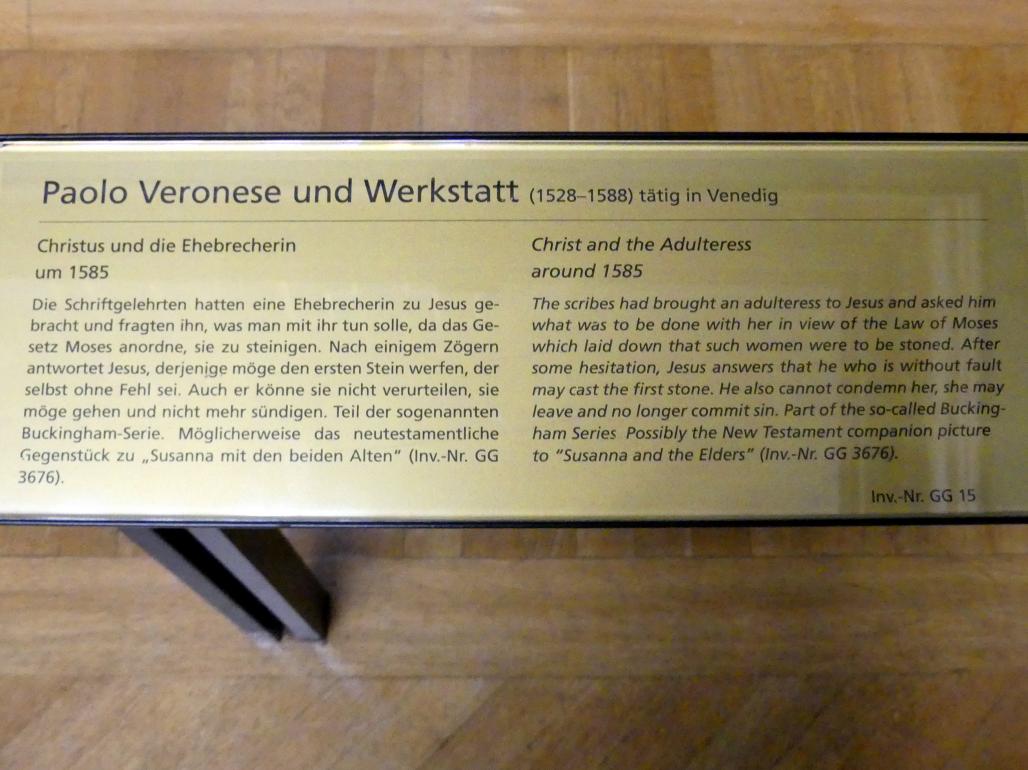 Paolo Veronese und Werkstatt (1528–1588) tätig in Venedig
Christus und die Ehebrecherin
um 1585
Die Schriftgelehrten hatten eine Ehebrecherin zu Jesus ge-
bracht und fragten ihn, was man mit ihr tun solle, da das Ge-
setz Moses anordne, sie zu steinigen. Nach einigem Zögern
antwortet Jesus, derjenige möge den ersten Stein werfen, der
selbst ohne Fehl sei. Auch er könne sie nicht verurteilen, sie
möge gehen und nicht mehr sündigen. Teil der sogenannten
Buckingham-Serie. Möglicherweise das neutestamentliche
Gegenstück zu „Susanna mit den beiden Alten“ (Inv.-Nr. GG
3676).
Christ and the Adulteress
around 1585
The scribes had brought an adulteress to Jesus and asked him
what was to be done with her in view of the Law of Moses
which laid down that such women were to be stoned. After
some hesitation, Jesus answers that he who is without fault
may cast the first stone. He also cannot condemn her, she may
leave and no longer commit sin. Part of the so-called Bucking-
ham Series Possibly the New Testament companion picture
to “Susanna and the Elders” (Inv.-Nr. GG 3676).
Inv.-Nr. GG 15